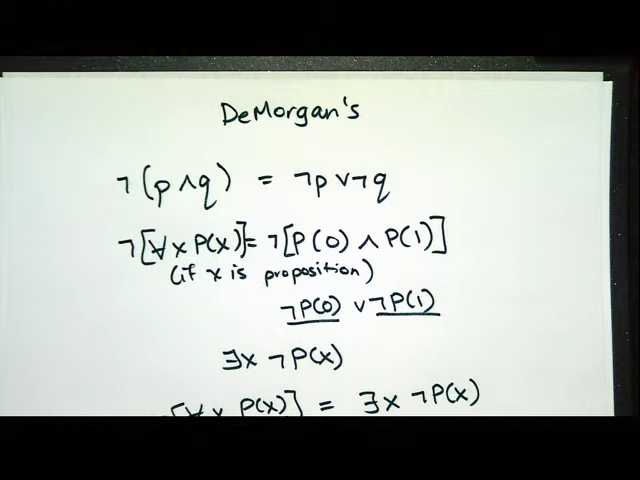 DeMorgan's
¬(p ∧ q) = ¬p ∨ ¬q
¬[∀x P(x)] = ¬[P(0) ∧ P(1)]
(if x is proposition)
¬P(0) ∨ ¬P(1)
∃x ¬P(x)
[∀x P(x)] = ∃x ¬P(x)